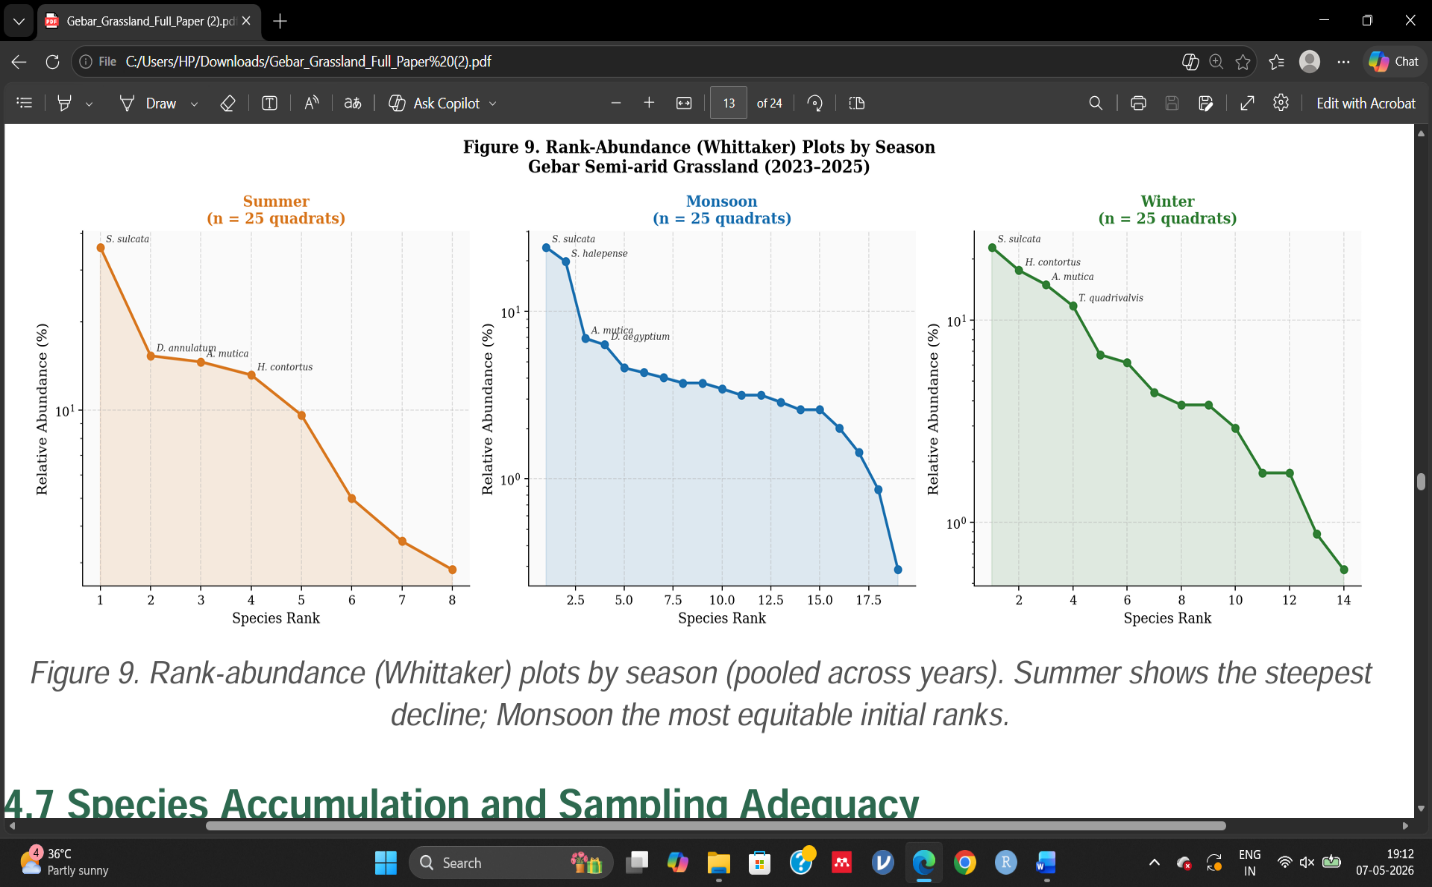 Gebar_Grassland_Full_Paper (2).pd
File C:/Users/HP/Downloads/Gebar_Grassland_Full_Paper%20(2).pdf
Chat
Draw
Ask Copilot
13 of 24
Edit with Acrobat
Figure 9. Rank-Abundance (Whittaker) Plots by Season
Gebar Semi-arid Grassland (2023–2025)
Summer
(n = 25 quadrats)
S. sulcata
D. annulatum
A. mutica
H. contortus
10¹
Relative Abundance (%)
1 2 3 4 5 6 7 8
Species Rank
Monsoon
(n = 25 quadrats)
S. sulcata
S. halepense
A. mutica
D. aegyptium
10¹
10⁰
Relative Abundance (%)
2.5 5.0 7.5 10.0 12.5 15.0 17.5
Species Rank
Winter
(n = 25 quadrats)
S. sulcata
H. contortus
A. mutica
T. quadrivalvis
10¹
10⁰
Relative Abundance (%)
2 4 6 8 10 12 14
Species Rank
Figure 9. Rank-abundance (Whittaker) plots by season (pooled across years). Summer shows the steepest
decline; Monsoon the most equitable initial ranks.
4.7 Species Accumulation and Sampling Adequacy
4
36°C
Partly sunny
Search
ENG
IN
19:12
07-05-2026